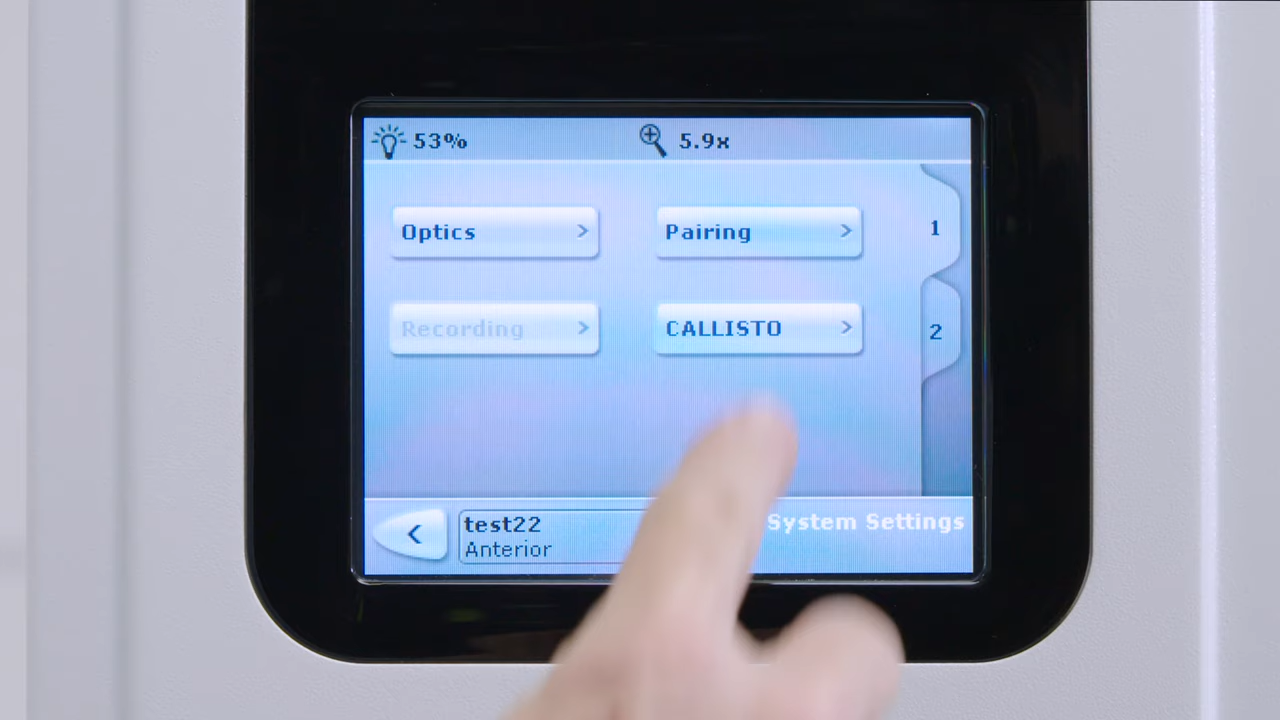 53%
5.9x
Optics >
Pairing >
1
Recording >
CALLISTO >
2
<
test22
Anterior
System Settings